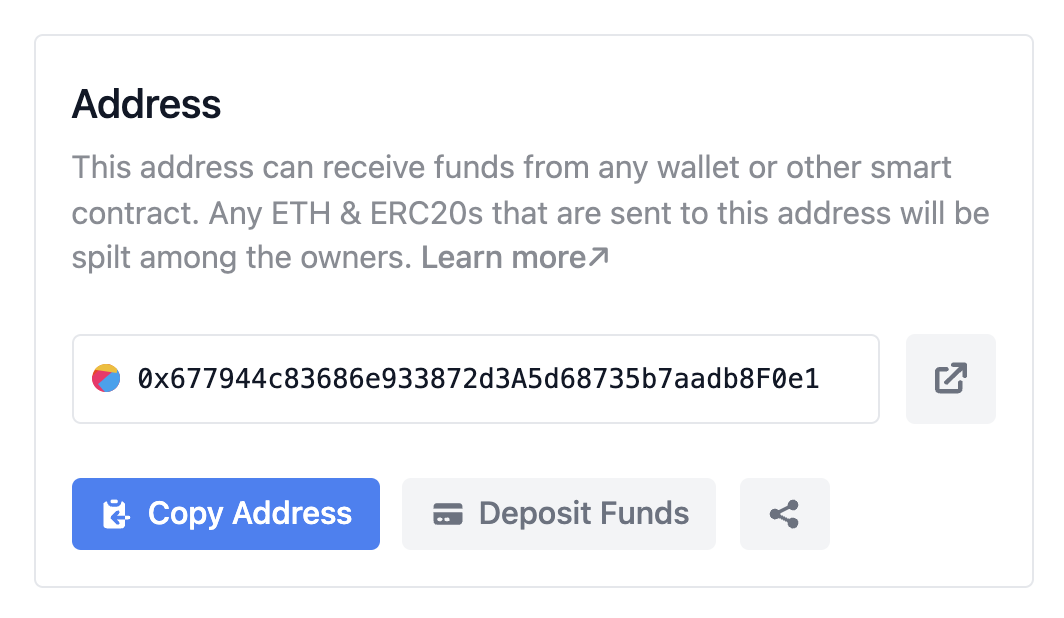 Address
This address can receive funds from any wallet or other smart
contract. Any ETH & ERC20s that are sent to this address will be
spilt among the owners. Learn more↗
0x677944c83686e933872d3A5d68735b7aadb8F0e1
Copy Address
Deposit Funds